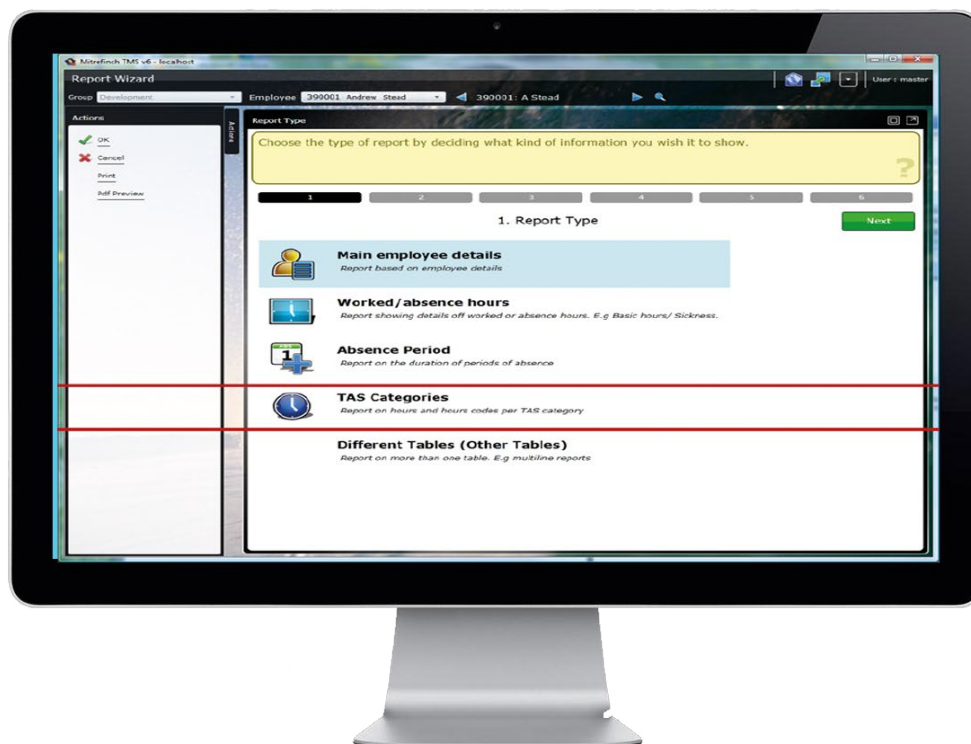 Mitrefinch TMS v6 - localhost
Report Wizard
User : master
Group Development Employee 390001 Andrew Stead 390001: A Stead
Actions
OK
Cancel
Print
Pdf Preview
Actions
Report Type
Choose the type of report by deciding what kind of information you wish it to show.
?
1 2 3 4 5 6
1. Report Type
Next
Main employee details
Report based on employee details
Worked/absence hours
Report showing details off worked or absence hours. E.g Basic hours/ Sickness.
1
Absence Period
Report on the duration of periods of absence
TAS Categories
Report on hours and hours codes per TAS category
Different Tables (Other Tables)
Report on more than one table. E.g multiline reports